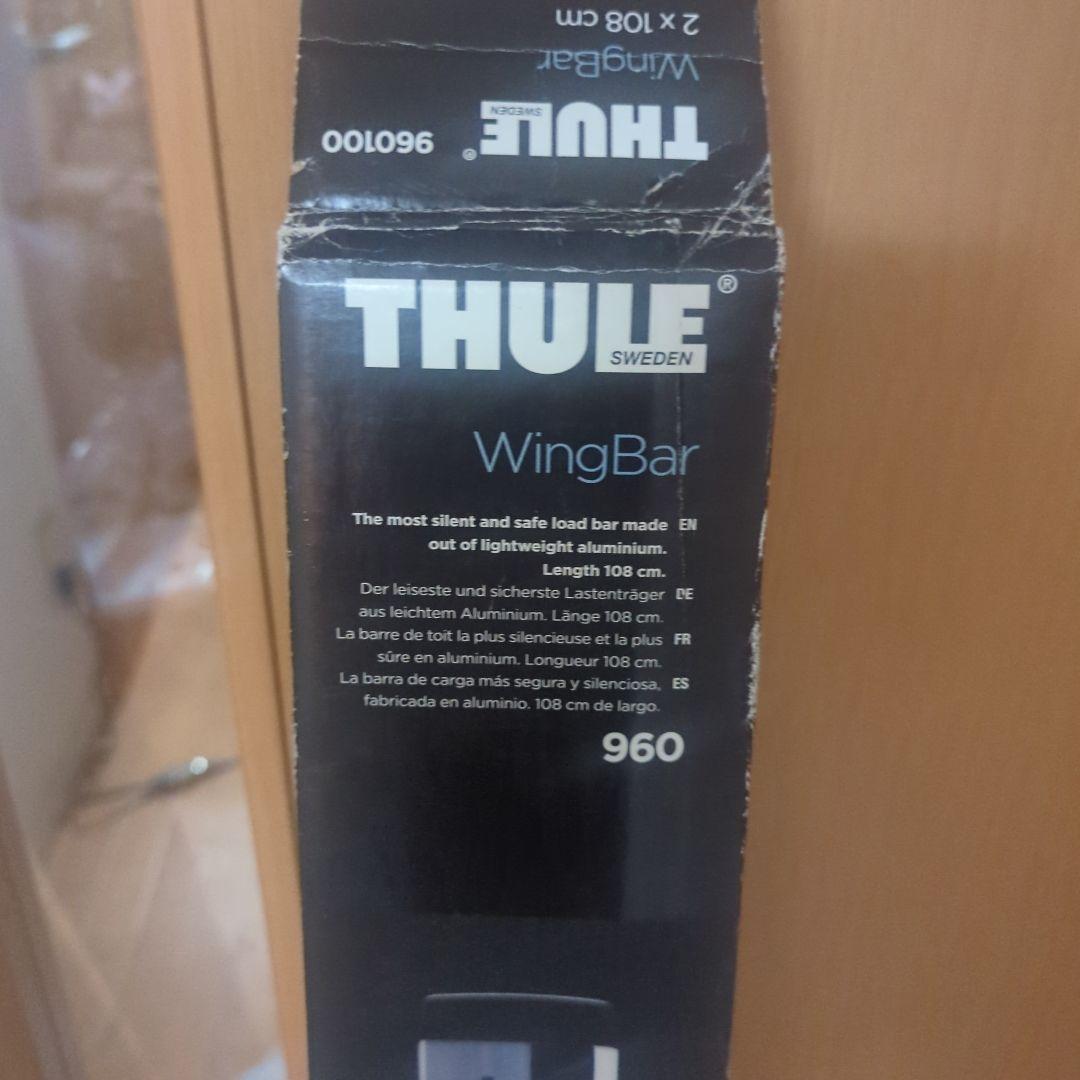 2 x 108 cm
WingBar
THULE®
SWEDEN
960100
THULE®
SWEDEN
WingBar
The most silent and safe load bar made EN
out of lightweight aluminium.
Length 108 cm.
Der leiseste und sicherste Lastenträger DE
aus leichtem Aluminium. Länge 108 cm.
La barre de toit la plus silencieuse et la plus FR
sûre en aluminium. Longueur 108 cm.
La barra de carga más segura y silenciosa, ES
fabricada en aluminio. 108 cm de largo.
960